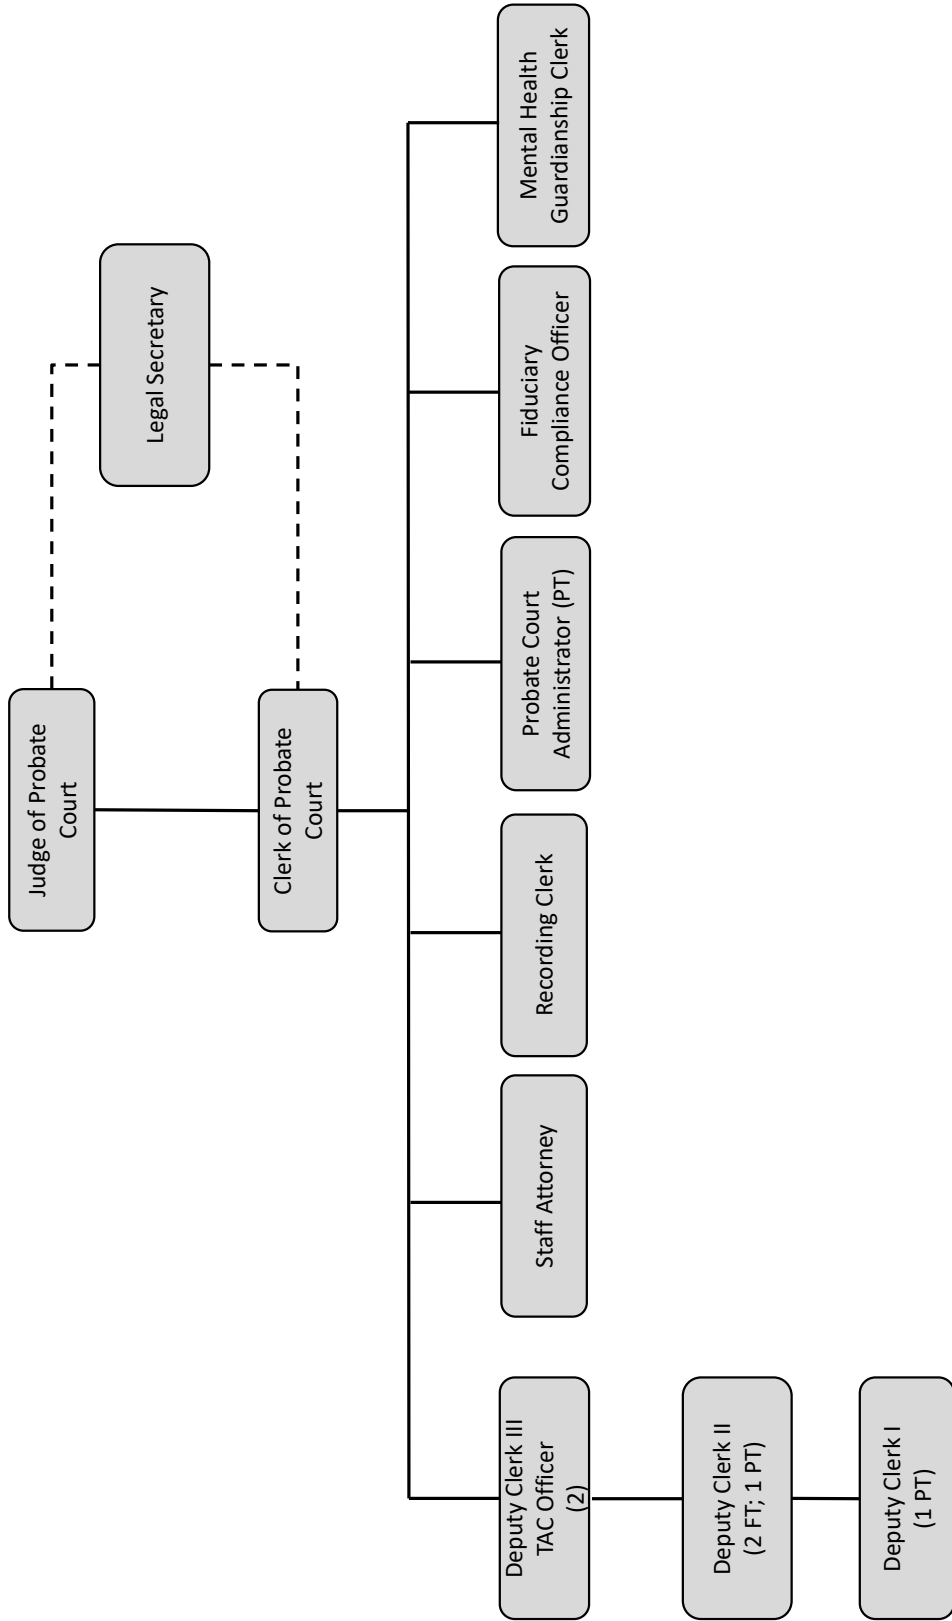 Judge of Probate
Court
Legal Secretary
Clerk of Probate
Court
Deputy Clerk III
TAC Officer
(2)
Staff Attorney
Recording Clerk
Probate Court
Administrator (PT)
Fiduciary
Compliance Officer
Mental Health
Guardianship Clerk
Deputy Clerk II
(2 FT; 1 PT)
Deputy Clerk I
(1 PT)